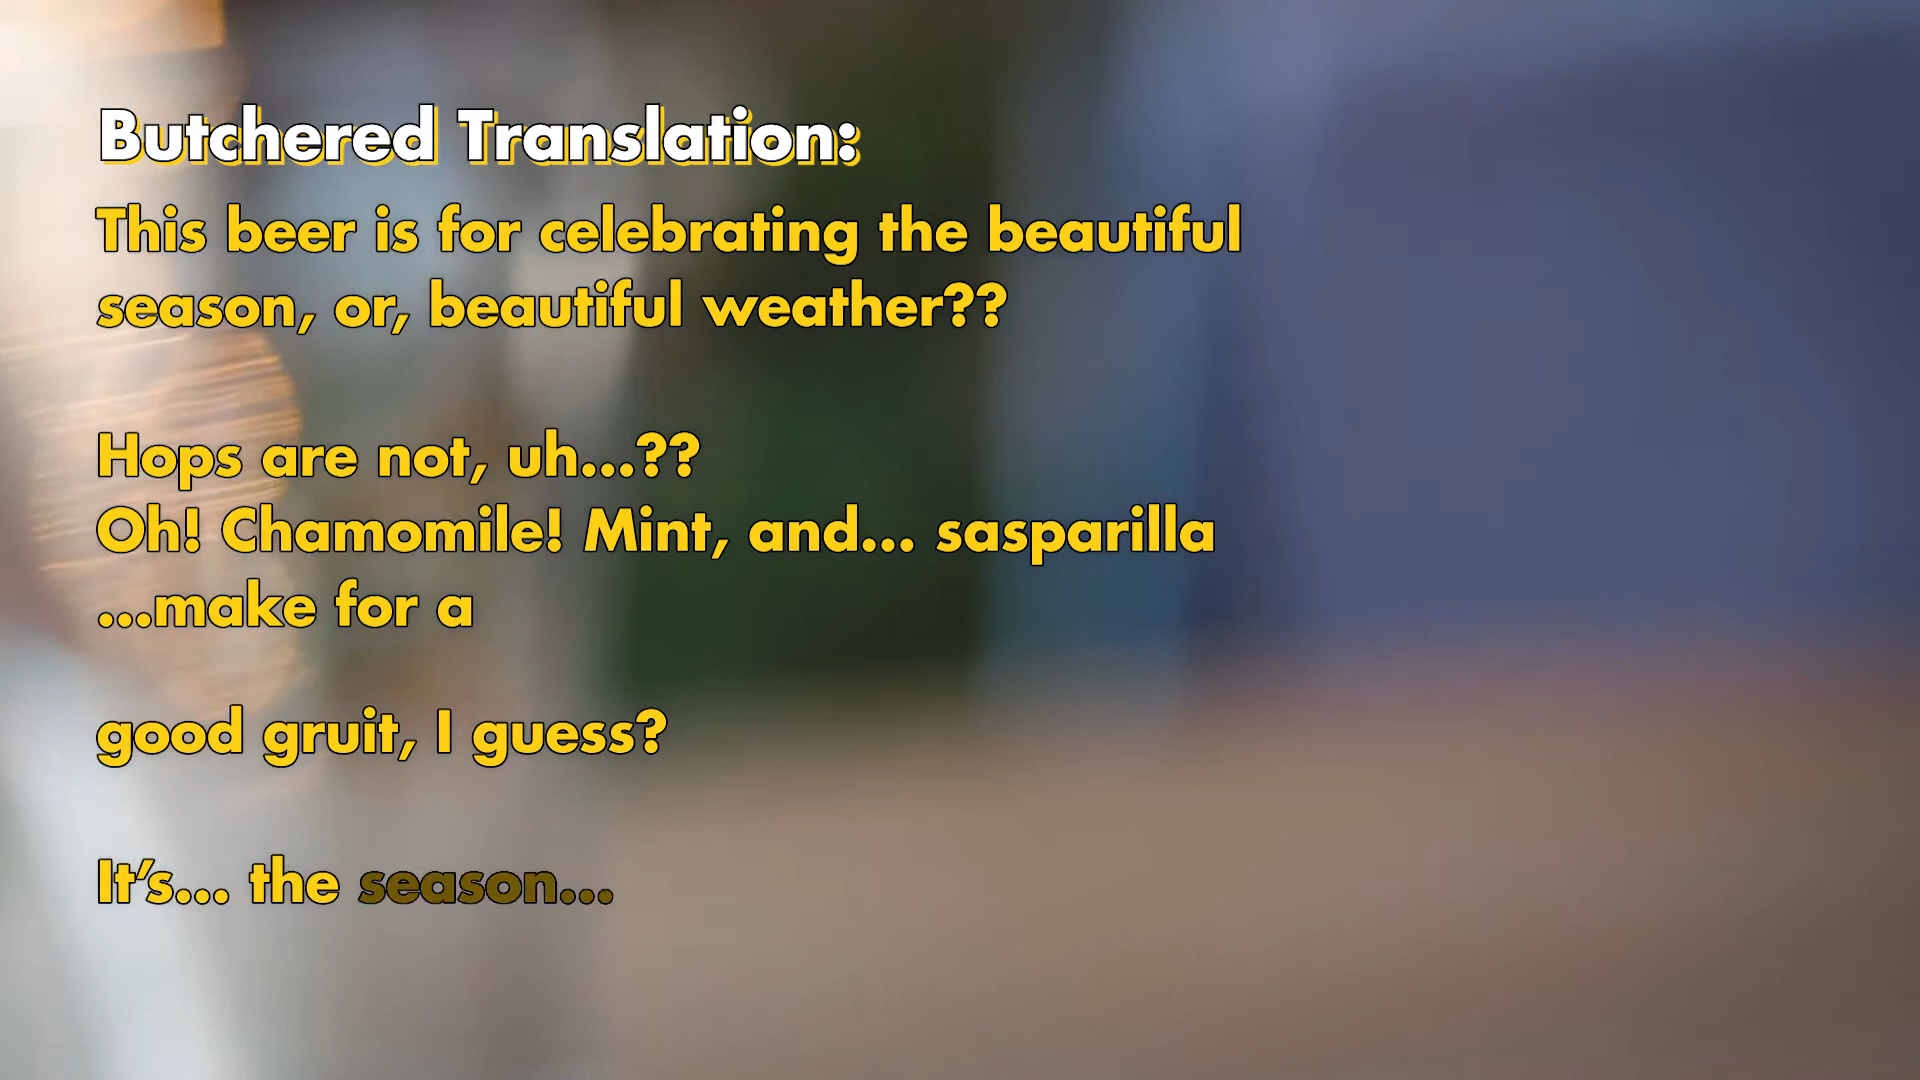 Butchered Translation:
This beer is for celebrating the beautiful
season, or, beautiful weather??
Hops are not, uh...??
Oh! Chamomile! Mint, and... sasparilla
...make for a
good gruit, I guess?
It’s... the season...